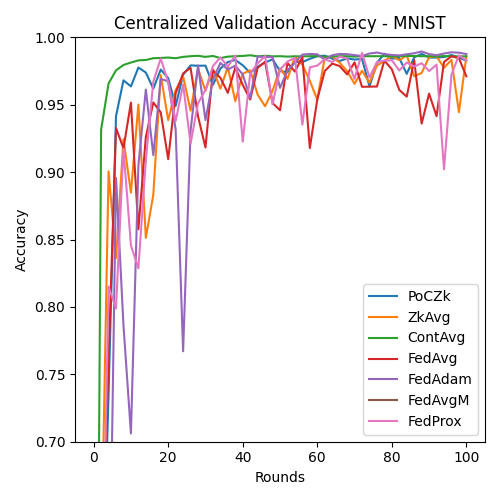 Centralized Validation Accuracy - MNIST
1.00
0.95
0.90
0.85
0.80
0.75
0.70
Accuracy
PoCZk
ZkAvg
ContAvg
FedAvg
FedAdam
FedAvgM
FedProx
0 20 40 60 80 100
Rounds